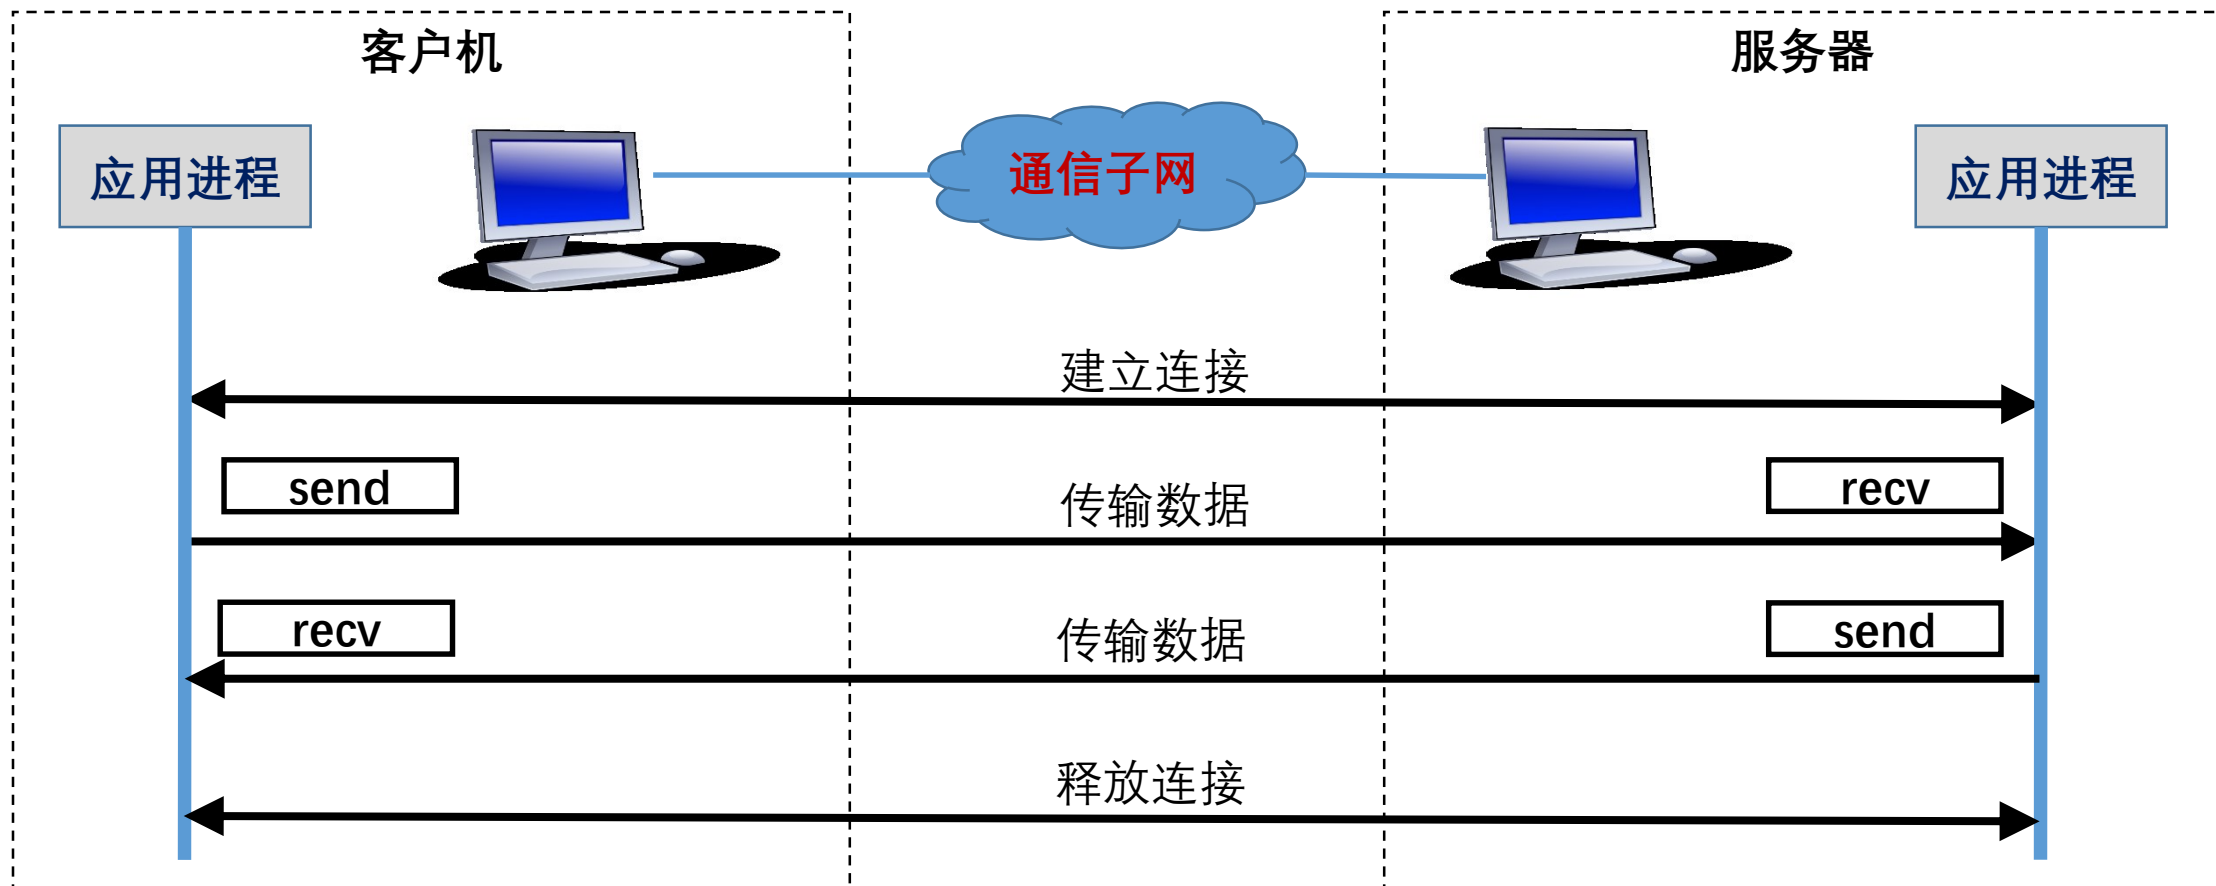 客户机
服务器
应用进程
通信子网
应用进程
建立连接
send
传输数据
recv
recv
传输数据
send
释放连接